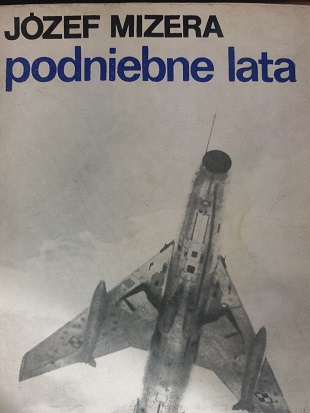 JÓZEF MIZERA
podniebne lata